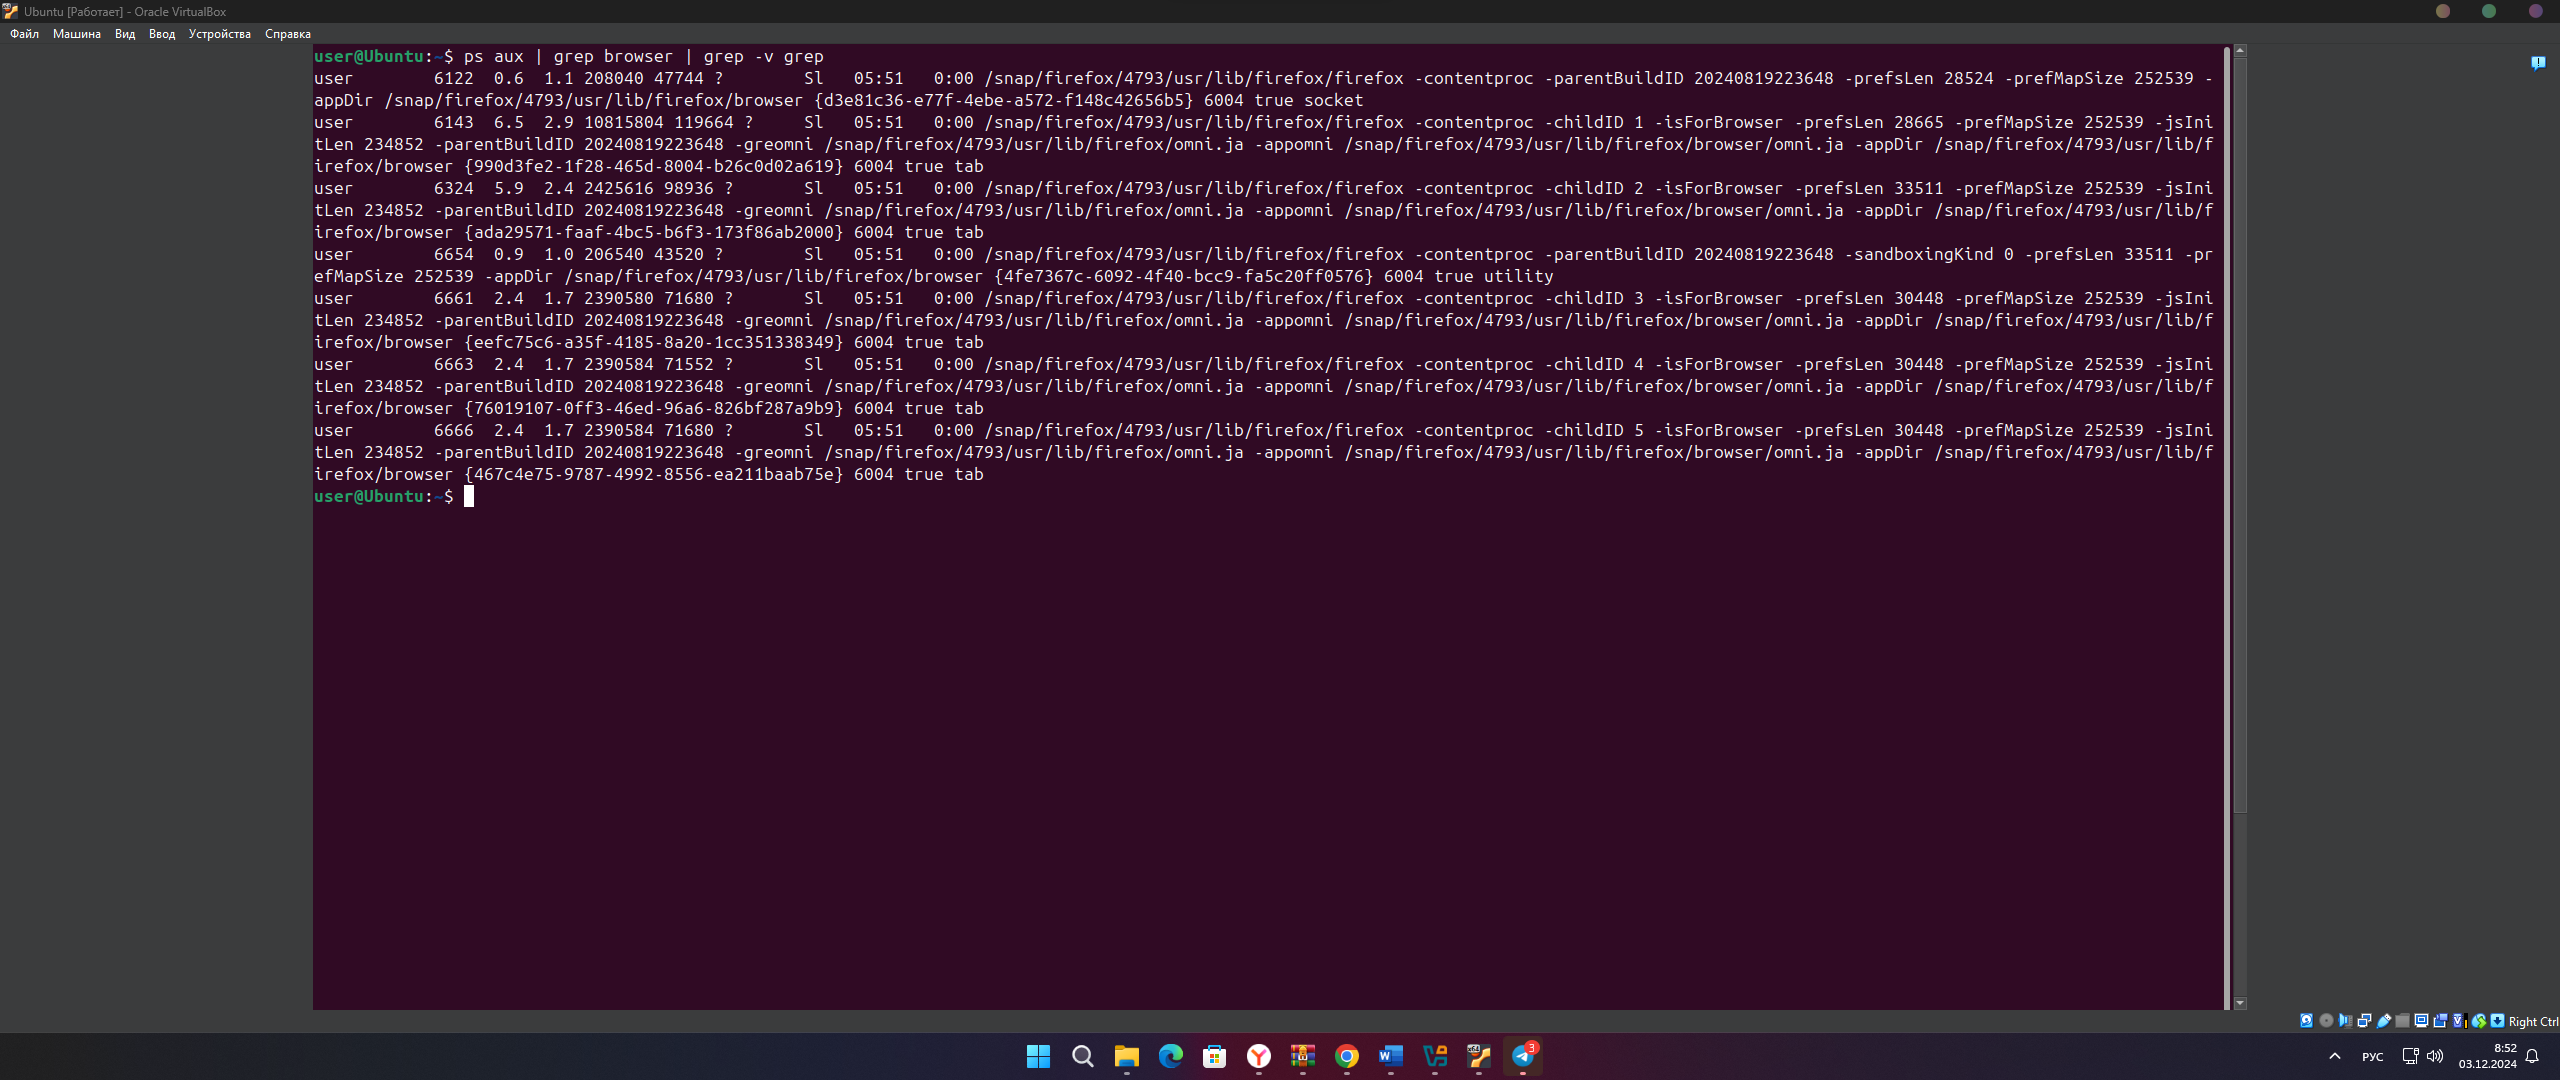 Ubuntu [Работает] - Oracle VirtualBox
Файл Машина Вид Ввод Устройства Справка
user@Ubuntu:~$ ps aux | grep browser | grep -v grep
user        6122  0.6  1.1 208040 47744 ?        Sl   05:51   0:00 /snap/firefox/4793/usr/lib/firefox/firefox -contentproc -parentBuildID 20240819223648 -prefsLen 28524 -prefMapSize 252539 -
appDir /snap/firefox/4793/usr/lib/firefox/browser {d3e81c36-e77f-4ebe-a572-f148c42656b5} 6004 true socket
user        6143  6.5  2.9 10815804 119664 ?     Sl   05:51   0:00 /snap/firefox/4793/usr/lib/firefox/firefox -contentproc -childID 1 -isForBrowser -prefsLen 28665 -prefMapSize 252539 -jsIni
tLen 234852 -parentBuildID 20240819223648 -greomni /snap/firefox/4793/usr/lib/firefox/omni.ja -appomni /snap/firefox/4793/usr/lib/firefox/browser/omni.ja -appDir /snap/firefox/4793/usr/lib/f
irefox/browser {990d3fe2-1f28-465d-8004-b26c0d02a619} 6004 true tab
user        6324  5.9  2.4 2425616 98936 ?       Sl   05:51   0:00 /snap/firefox/4793/usr/lib/firefox/firefox -contentproc -childID 2 -isForBrowser -prefsLen 33511 -prefMapSize 252539 -jsIni
tLen 234852 -parentBuildID 20240819223648 -greomni /snap/firefox/4793/usr/lib/firefox/omni.ja -appomni /snap/firefox/4793/usr/lib/firefox/browser/omni.ja -appDir /snap/firefox/4793/usr/lib/f
irefox/browser {ada29571-faaf-4bc5-b6f3-173f86ab2000} 6004 true tab
user        6654  0.9  1.0 206540 43520 ?        Sl   05:51   0:00 /snap/firefox/4793/usr/lib/firefox/firefox -contentproc -parentBuildID 20240819223648 -sandboxingKind 0 -prefsLen 33511 -pr
efMapSize 252539 -appDir /snap/firefox/4793/usr/lib/firefox/browser {4fe7367c-6092-4f40-bcc9-fa5c20ff0576} 6004 true utility
user        6661  2.4  1.7 2390580 71680 ?       Sl   05:51   0:00 /snap/firefox/4793/usr/lib/firefox/firefox -contentproc -childID 3 -isForBrowser -prefsLen 30448 -prefMapSize 252539 -jsIni
tLen 234852 -parentBuildID 20240819223648 -greomni /snap/firefox/4793/usr/lib/firefox/omni.ja -appomni /snap/firefox/4793/usr/lib/firefox/browser/omni.ja -appDir /snap/firefox/4793/usr/lib/f
irefox/browser {eefc75c6-a35f-4185-8a20-1cc351338349} 6004 true tab
user        6663  2.4  1.7 2390584 71552 ?       Sl   05:51   0:00 /snap/firefox/4793/usr/lib/firefox/firefox -contentproc -childID 4 -isForBrowser -prefsLen 30448 -prefMapSize 252539 -jsIni
tLen 234852 -parentBuildID 20240819223648 -greomni /snap/firefox/4793/usr/lib/firefox/omni.ja -appomni /snap/firefox/4793/usr/lib/firefox/browser/omni.ja -appDir /snap/firefox/4793/usr/lib/f
irefox/browser {76019107-0ff3-46ed-96a6-826bf287a9b9} 6004 true tab
user        6666  2.4  1.7 2390584 71680 ?       Sl   05:51   0:00 /snap/firefox/4793/usr/lib/firefox/firefox -contentproc -childID 5 -isForBrowser -prefsLen 30448 -prefMapSize 252539 -jsIni
tLen 234852 -parentBuildID 20240819223648 -greomni /snap/firefox/4793/usr/lib/firefox/omni.ja -appomni /snap/firefox/4793/usr/lib/firefox/browser/omni.ja -appDir /snap/firefox/4793/usr/lib/f
irefox/browser {467c4e75-9787-4992-8556-ea211baab75e} 6004 true tab
user@Ubuntu:~$
Right Ctrl
3
РУС
8:52
03.12.2024